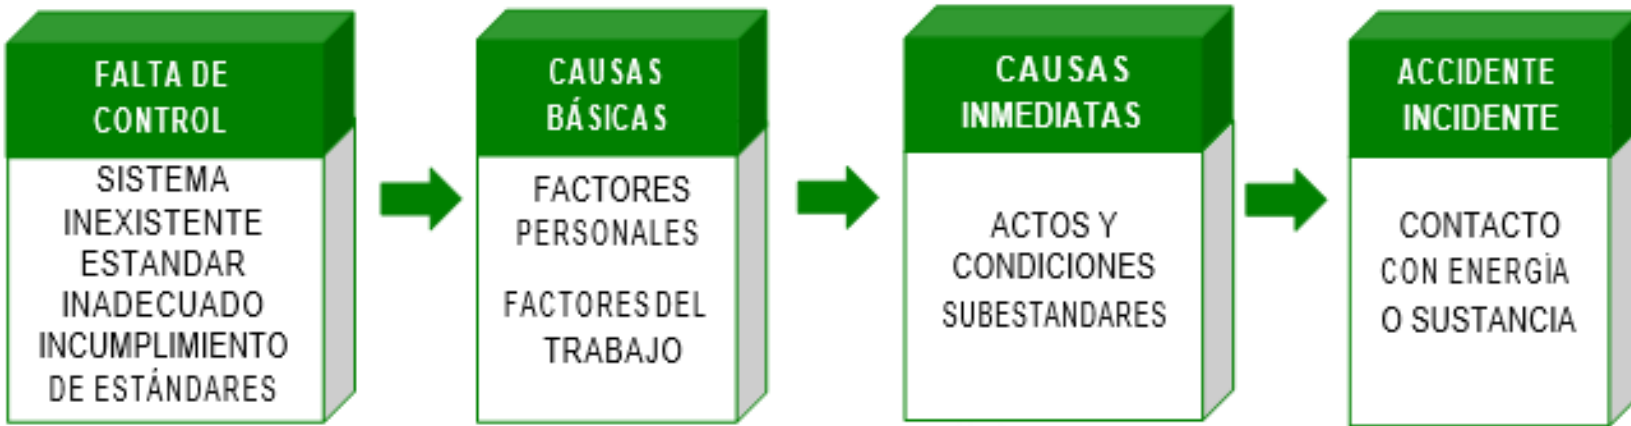 FALTA DE
CONTROL
SISTEMA
INEXISTENTE
ESTANDAR
INADECUADO
INCUMPLIMIENTO
DE ESTÁNDARES
CAUSAS
BÁSICAS
FACTORES
PERSONALES
FACTORES DEL
TRABAJO
CAUSAS
INMEDIATAS
ACTOS Y
CONDICIONES
SUBESTANDARES
ACCIDENTE
INCIDENTE
CONTACTO
CON ENERGÍA
O SUSTANCIA